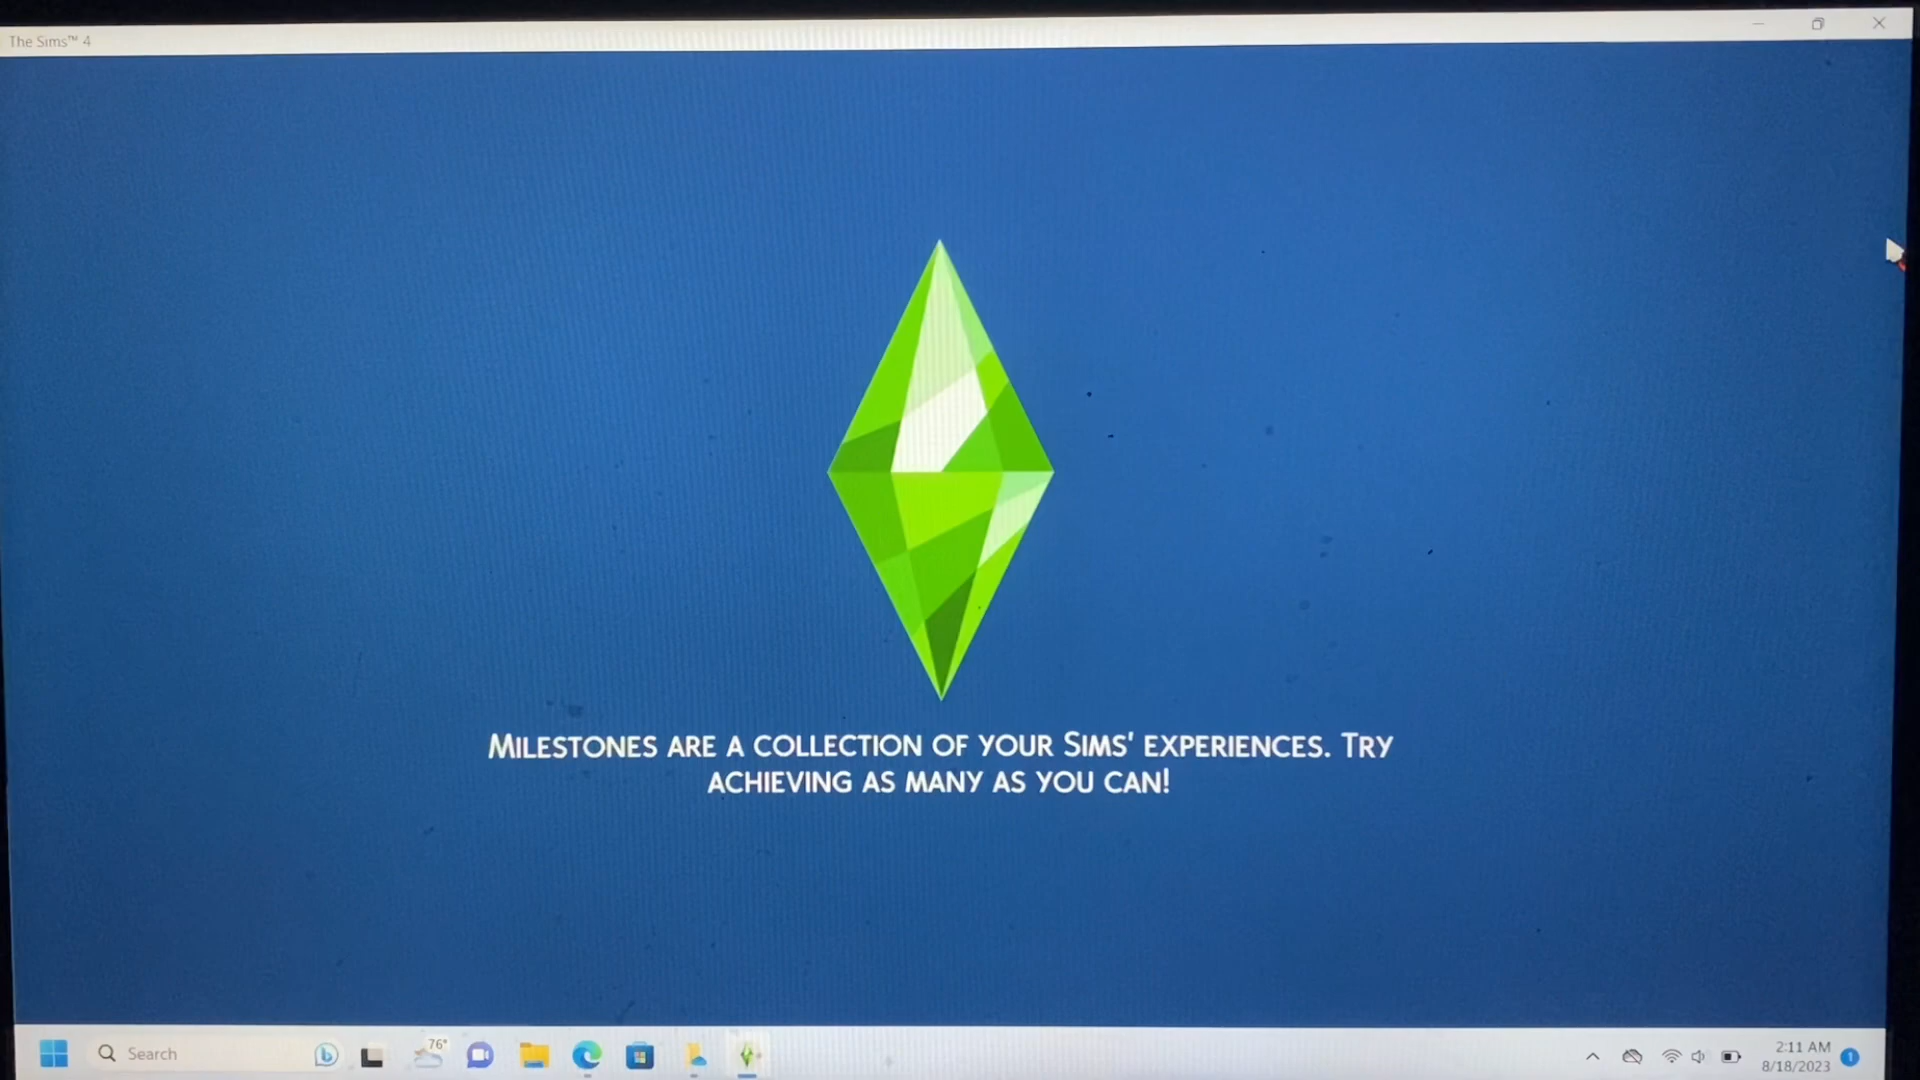 The Sims™ 4
MILESTONES ARE A COLLECTION OF YOUR SIMS' EXPERIENCES. TRY
ACHIEVING AS MANY AS YOU CAN!
Search
76°
2:11 AM
8/18/2023
1